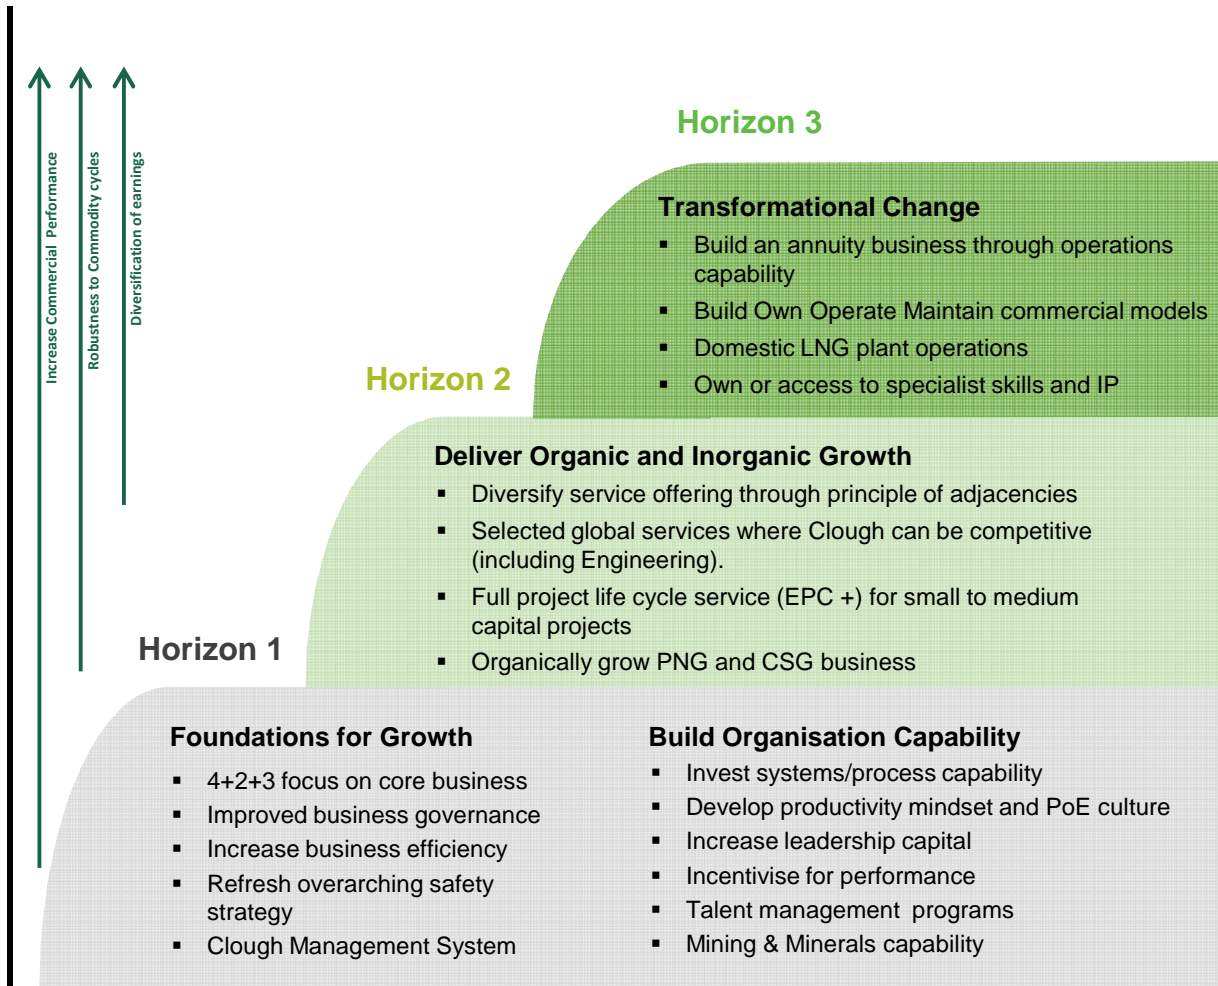 Increase Commercial Performance
Robustness to Commodity cycles
Diversification of earnings
Horizon 3
Transformational Change
▪ Build an annuity business through operations
capability
▪ Build Own Operate Maintain commercial models
▪ Domestic LNG plant operations
▪ Own or access to specialist skills and IP
Horizon 2
Deliver Organic and Inorganic Growth
▪ Diversify service offering through principle of adjacencies
▪ Selected global services where Clough can be competitive
(including Engineering).
▪ Full project life cycle service (EPC +) for small to medium
capital projects
▪ Organically grow PNG and CSG business
Horizon 1
Foundations for Growth
▪ 4+2+3 focus on core business
▪ Improved business governance
▪ Increase business efficiency
▪ Refresh overarching safety
strategy
▪ Clough Management System
Build Organisation Capability
▪ Invest systems/process capability
▪ Develop productivity mindset and PoE culture
▪ Increase leadership capital
▪ Incentivise for performance
▪ Talent management programs
▪ Mining & Minerals capability